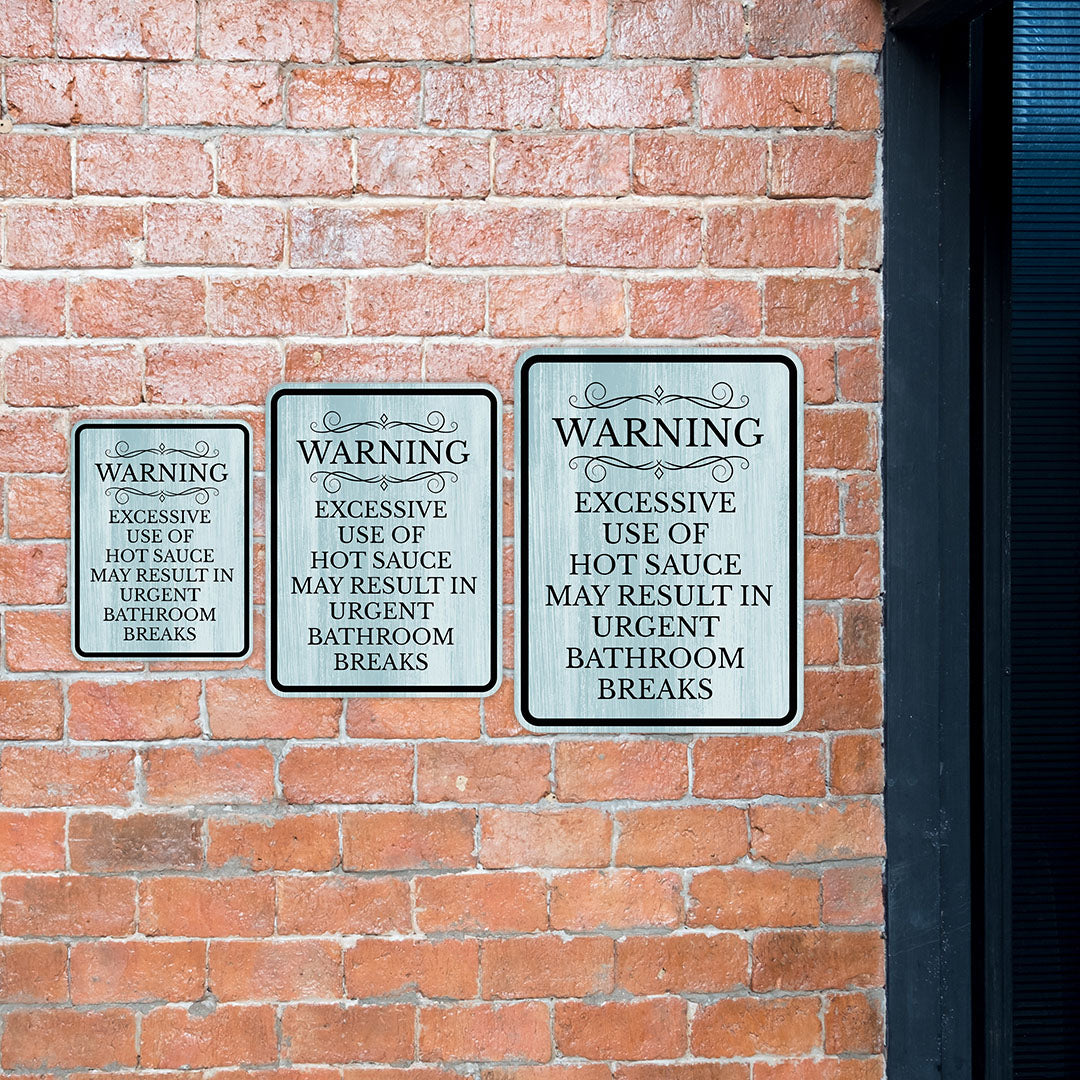 WARNING
EXCESSIVE
USE OF
HOT SAUCE
MAY RESULT IN
URGENT
BATHROOM
BREAKS
WARNING
EXCESSIVE
USE OF
HOT SAUCE
MAY RESULT IN
URGENT
BATHROOM
BREAKS
WARNING
EXCESSIVE
USE OF
HOT SAUCE
MAY RESULT IN
URGENT
BATHROOM
BREAKS